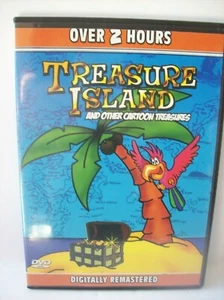 OVER 2 HOURS
TREASURE
ISLAND
AND OTHER CARTOON TREASURES
DVD
DIGITALLY REMASTERED